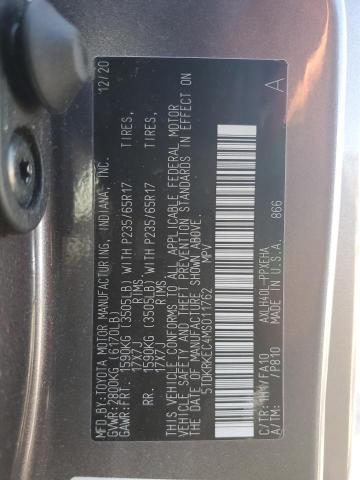 MFD.BY:TOYOTA MOTOR MANUFACTURING, INDIANA, INC. 12/20
GVWR:2800KG (6170LB)
GAWR:FRT. 1590KG (3505LB) WITH P235/65R17 TIRES,
17X7J RIMS
RR. 1590KG (3505LB) WITH P235/65R17 TIRES,
17X7J RIMS
THIS VEHICLE CONFORMS TO ALL APPLICABLE FEDERAL MOTOR
VEHICLE SAFETY AND THEFT PREVENTION STANDARDS IN EFFECT ON
THE DATE OF MANUFACTURE SHOWN ABOVE.
5TDKRKEC4MS011762 MPV
C/TR:1H1/FA10 AXLH40L-PPXEHA
A/TM: /P810 MADE IN U.S.A. 866
A